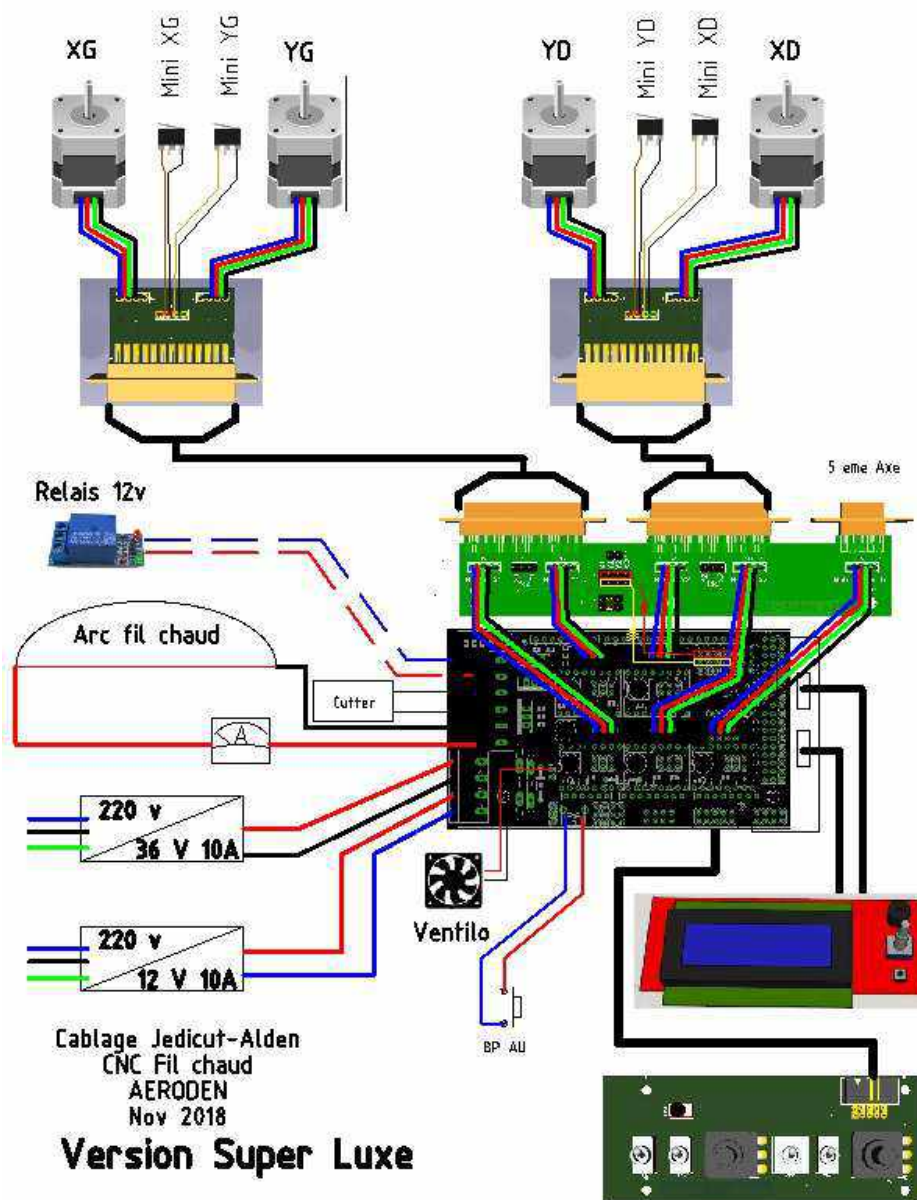 XG
Mini XG
Mini YG
YG
YD
Mini YD
Mini XD
XD
5 eme Axe
Relais 12v
Arc fil chaud
Cutter
A
220 v
36 V 10A
Ventilo
220 v
12 V 10A
BP AU
Cablage Jedicut-Alden
CNC Fil chaud
AERODEN
Nov 2018
Version Super Luxe